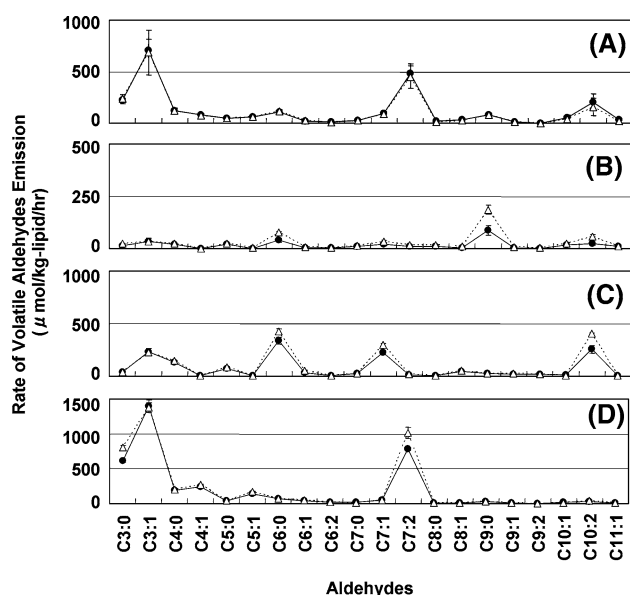 Rate of Volatile Aldehydes Emission
(μ mol/kg-lipid/hr)
1000
500
0
(A)
500
250
0
(B)
1000
500
0
(C)
1500
1000
500
0
(D)
C3:0
C3:1
C4:0
C4:1
C5:0
C5:1
C6:0
C6:1
C6:2
C7:0
C7:1
C7:2
C8:0
C8:1
C9:0
C9:1
C9:2
C10:1
C10:2
C11:1
Aldehydes